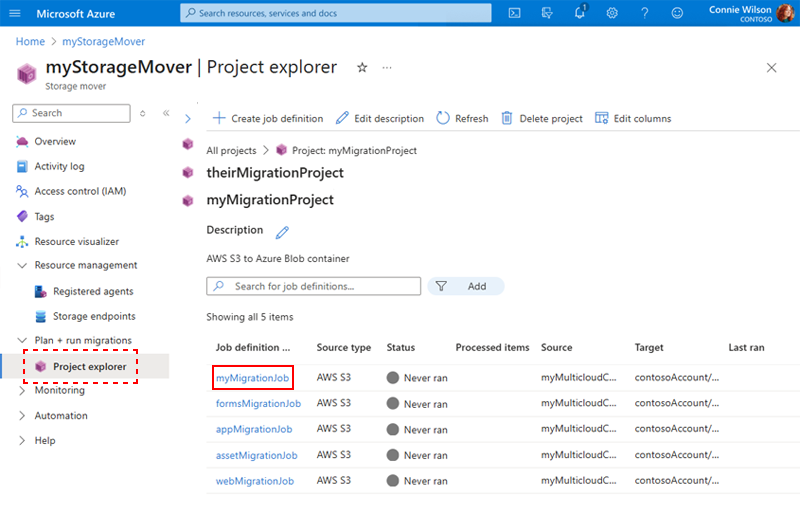 Microsoft Azure
Search resources, services and docs
1
Connie Wilson
CONTOSO
Home > myStorageMover
myStorageMover | Project explorer
Storage mover
Search
Overview
Activity log
Access control (IAM)
Tags
Resource visualizer
Resource management
Registered agents
Storage endpoints
Plan + run migrations
Project explorer
Monitoring
Automation
Help
Create job definition Edit description Refresh Delete project Edit columns
All projects > Project: myMigrationProject
theirMigrationProject
myMigrationProject
Description
AWS S3 to Azure Blob container
Search for job definitions... Add
Showing all 5 items
Job definition ... Source type Status Processed items Source Target Last ran
myMigrationJob AWS S3 Never ran myMulticloudC... contosoAccount/...
formsMigrationJob AWS S3 Never ran myMulticloudC... contosoAccount/...
appMigrationJob AWS S3 Never ran myMulticloudC... contosoAccount/...
assetMigrationJob AWS S3 Never ran myMulticloudC... contosoAccount/...
webMigrationJob AWS S3 Never ran myMulticloudC... contosoAccount/...